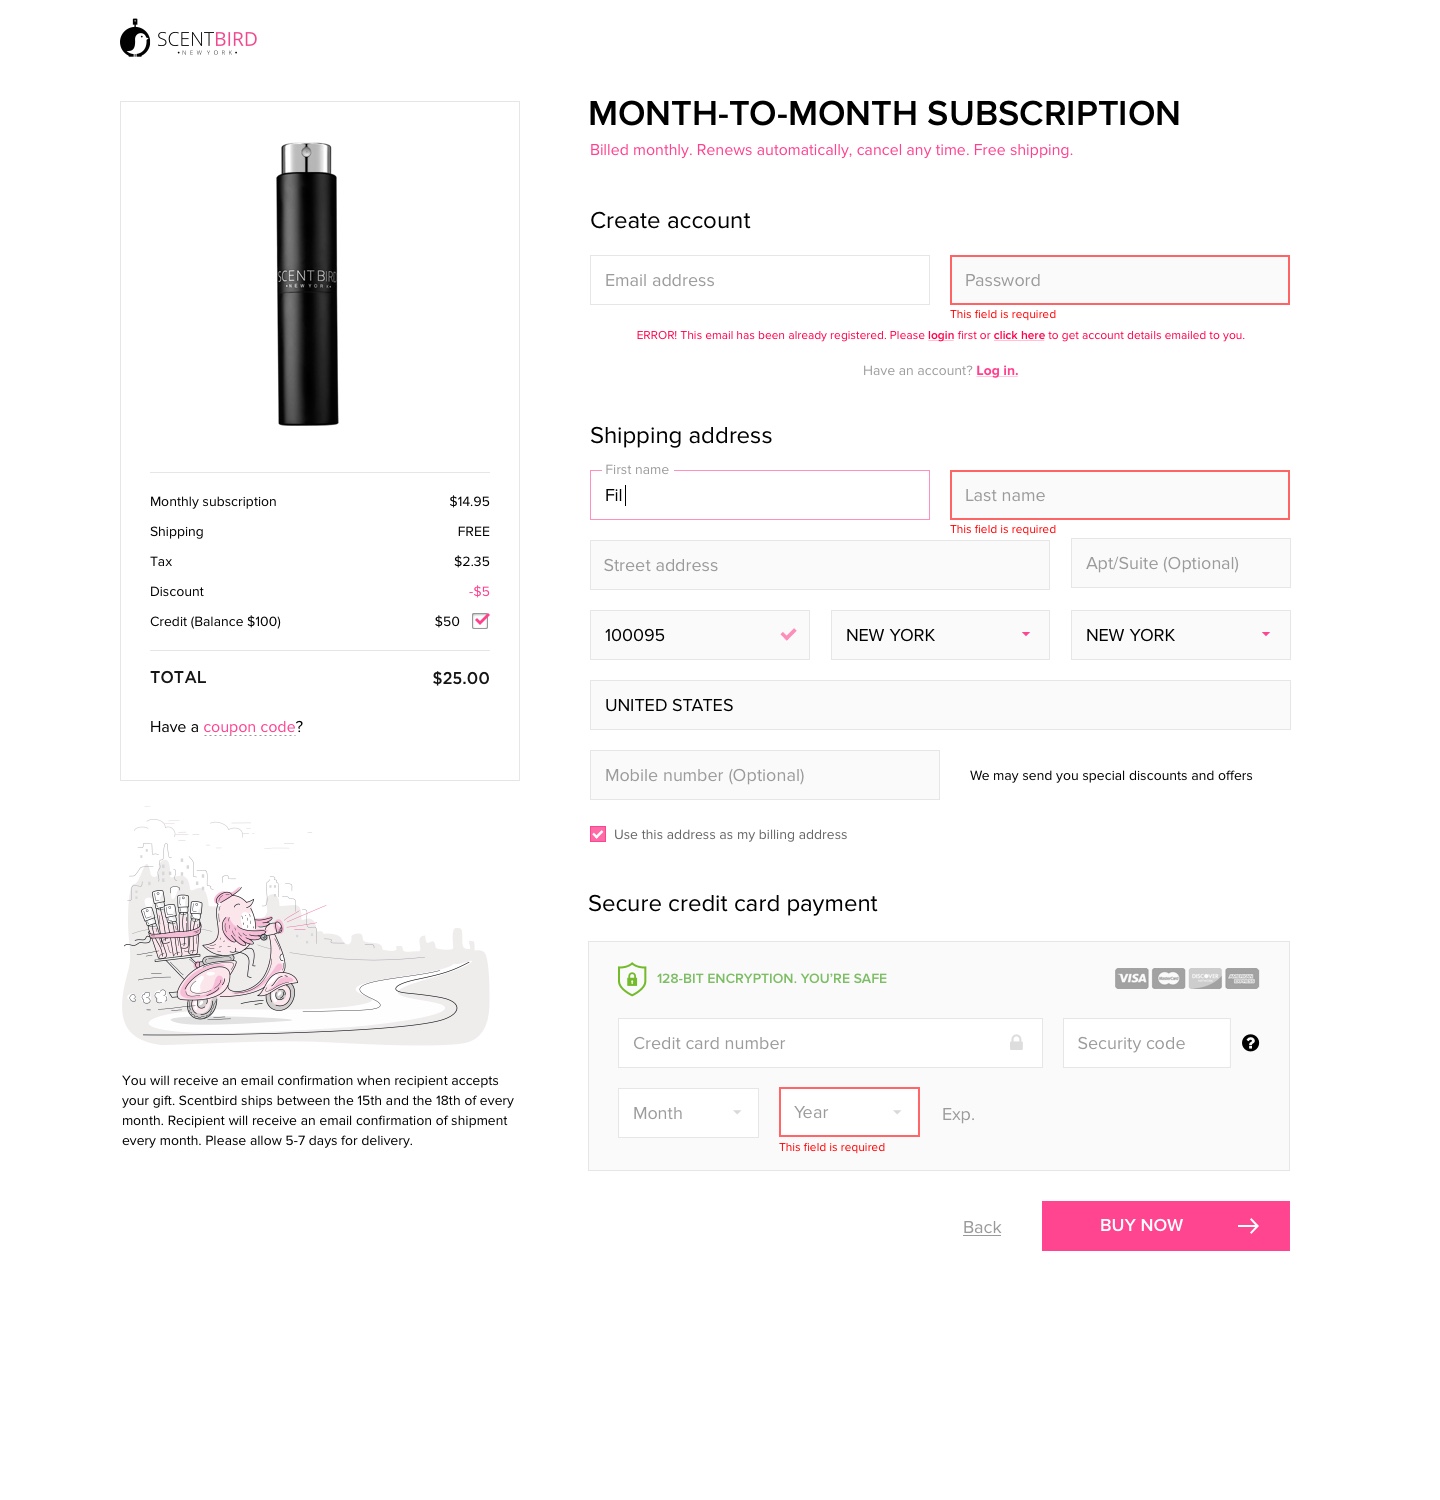 SCENTBIRD
•NEW YORK•
SCENTBIRD
•NEW YORK•
Monthly subscription $14.95
Shipping FREE
Tax $2.35
Discount -$5
Credit (Balance $100) $50
TOTAL $25.00
Have a coupon code?
You will receive an email confirmation when recipient accepts
your gift. Scentbird ships between the 15th and the 18th of every
month. Recipient will receive an email confirmation of shipment
every month. Please allow 5-7 days for delivery.
MONTH-TO-MONTH SUBSCRIPTION
Billed monthly. Renews automatically, cancel any time. Free shipping.
Create account
Email address Password
This field is required
ERROR! This email has been already registered. Please login first or click here to get account details emailed to you.
Have an account? Log in.
Shipping address
First name
Fil Last name
This field is required
Street address Apt/Suite (Optional)
100095 NEW YORK NEW YORK
UNITED STATES
Mobile number (Optional) We may send you special discounts and offers
Use this address as my billing address
Secure credit card payment
128-BIT ENCRYPTION. YOU'RE SAFE VISA MasterCard DISCOVER AMERICAN EXPRESS
Credit card number Security code ?
Month Year Exp.
This field is required
Back BUY NOW